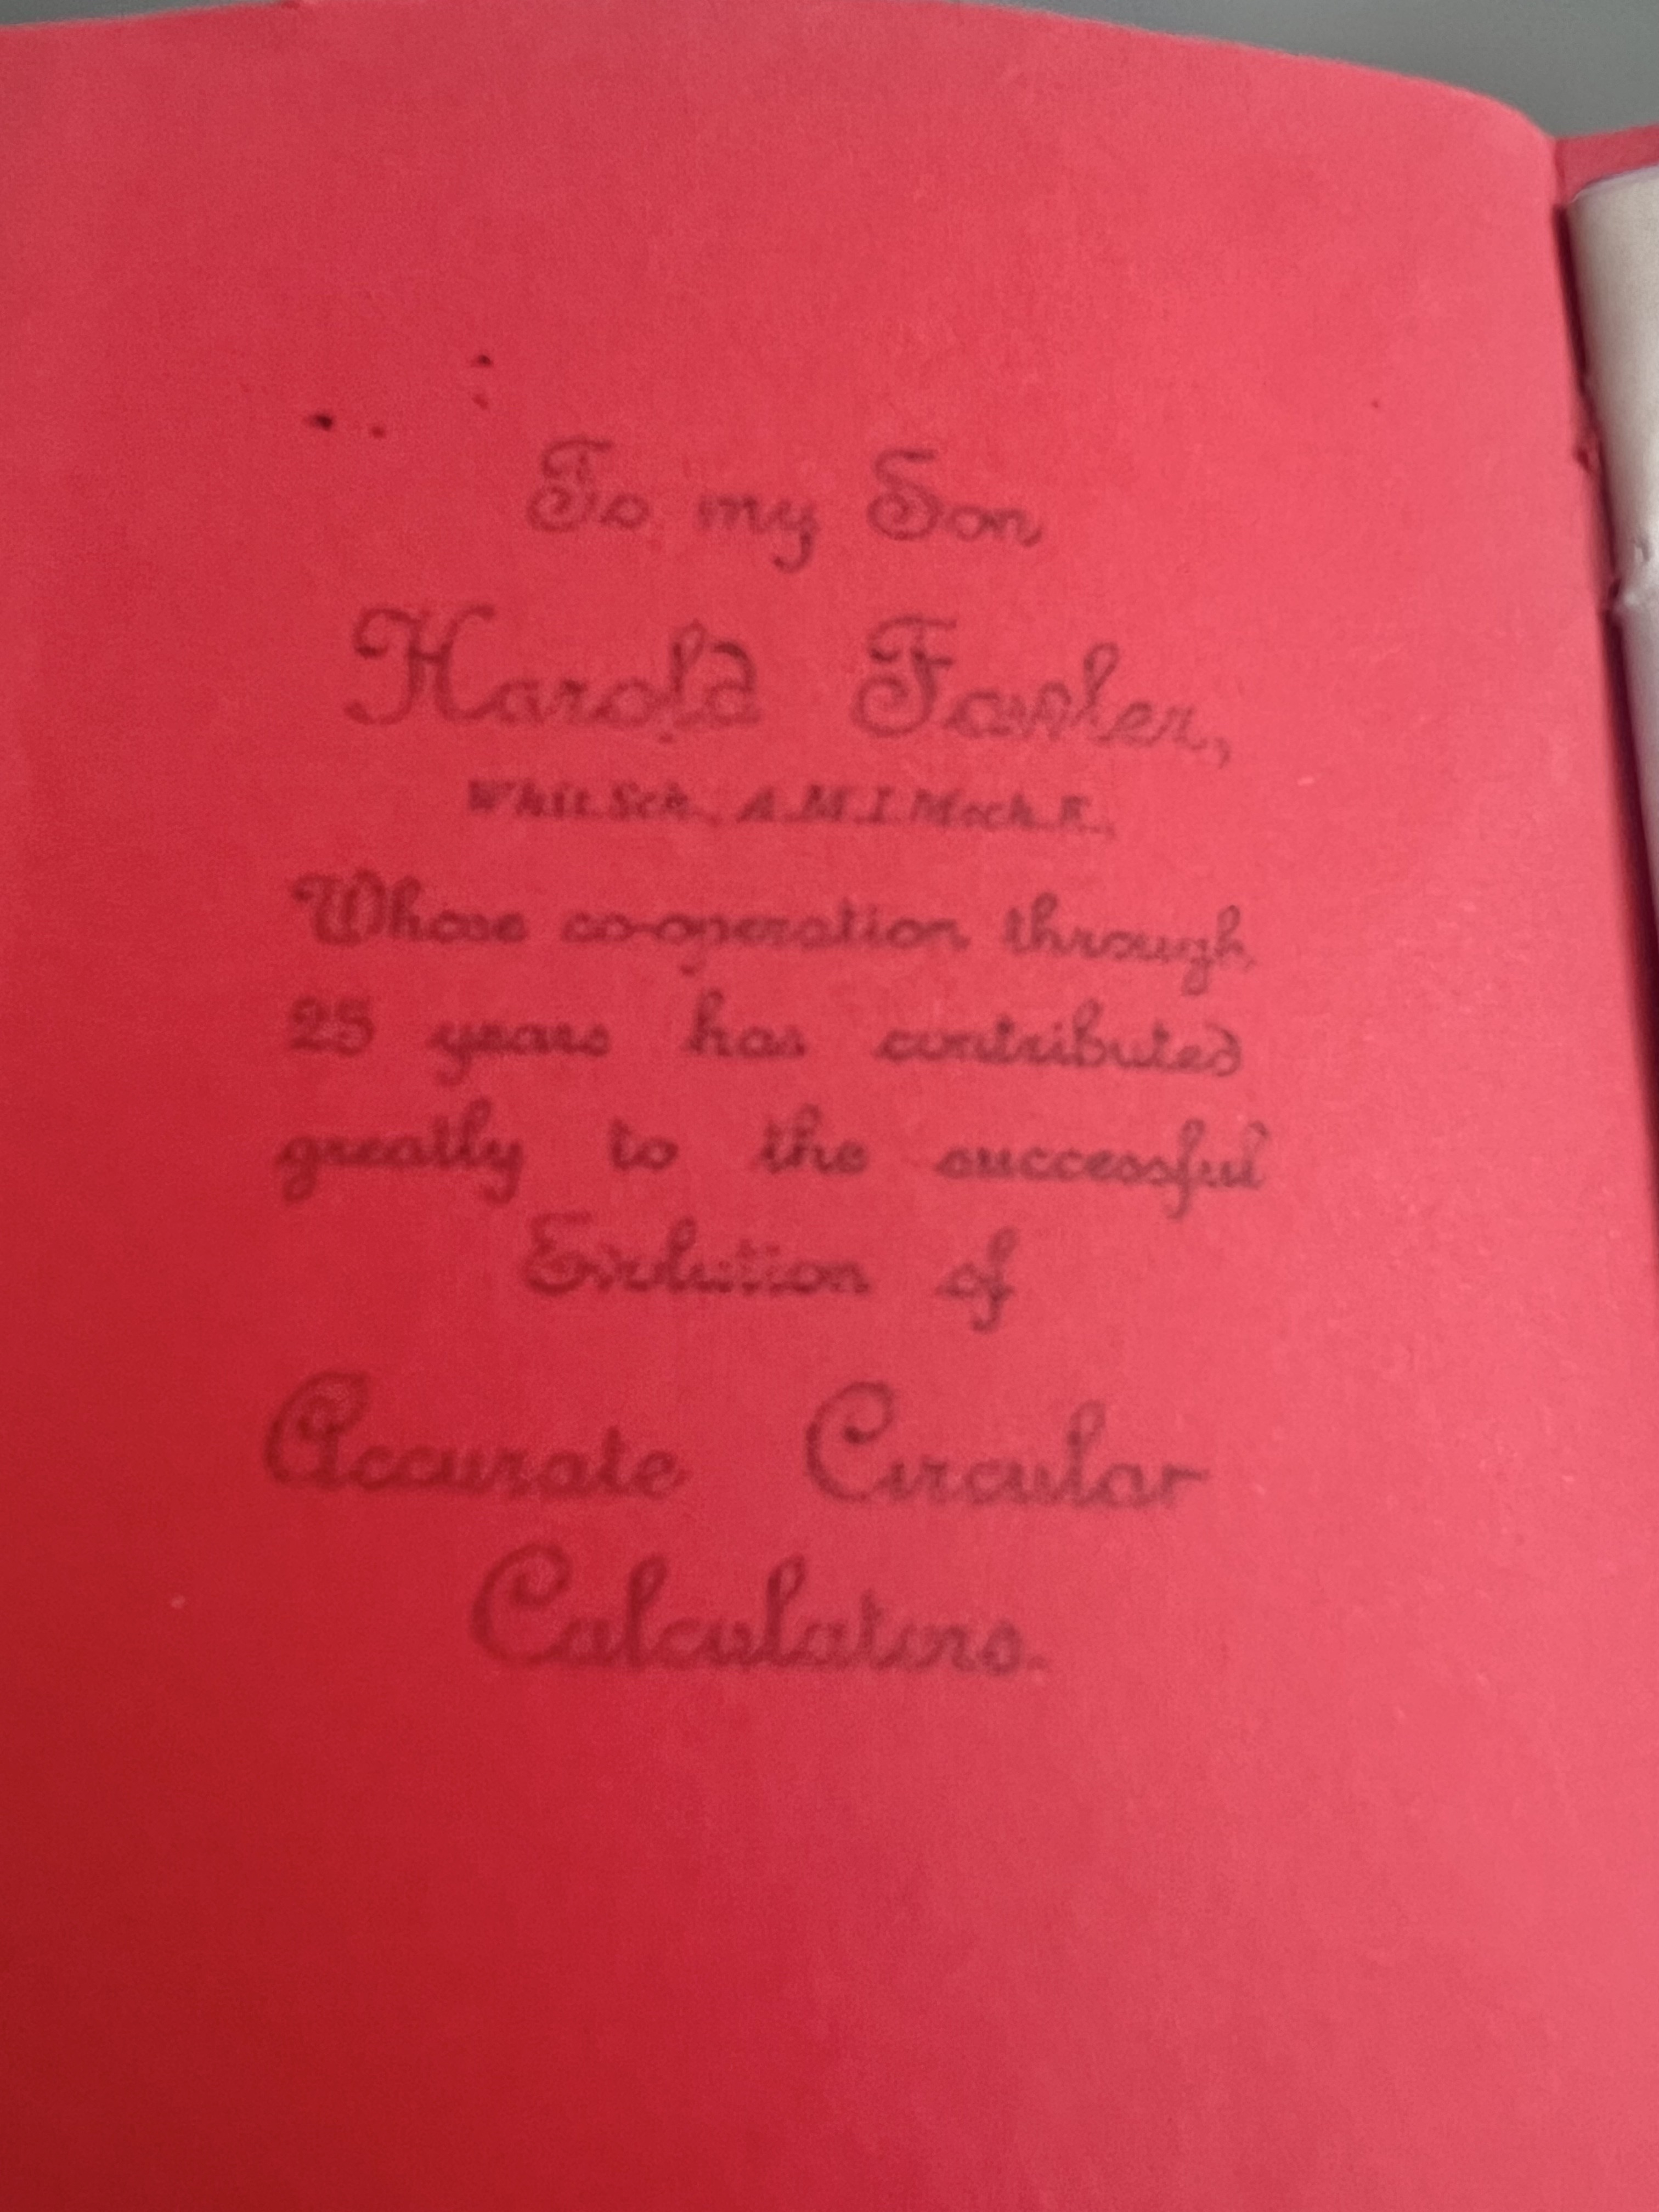 To my Son
Harold Fowler,
Whit. Sch., A.M.I.Mech.E.,
Whose co-operation through
25 years has contributed
greatly to the successful
Evolution of
Accurate Circular
Calculators.